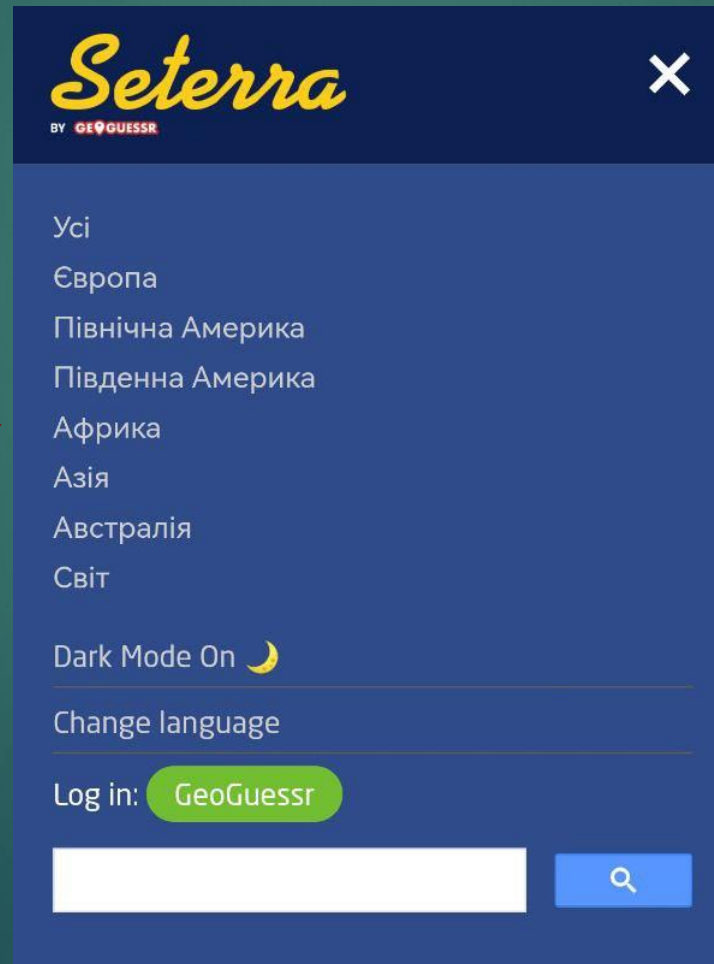 Seterra
BY GEOGUESSR
Усі
Європа
Північна Америка
Південна Америка
Африка
Азія
Австралія
Світ
Dark Mode On
Change language
Log in: GeoGuessr